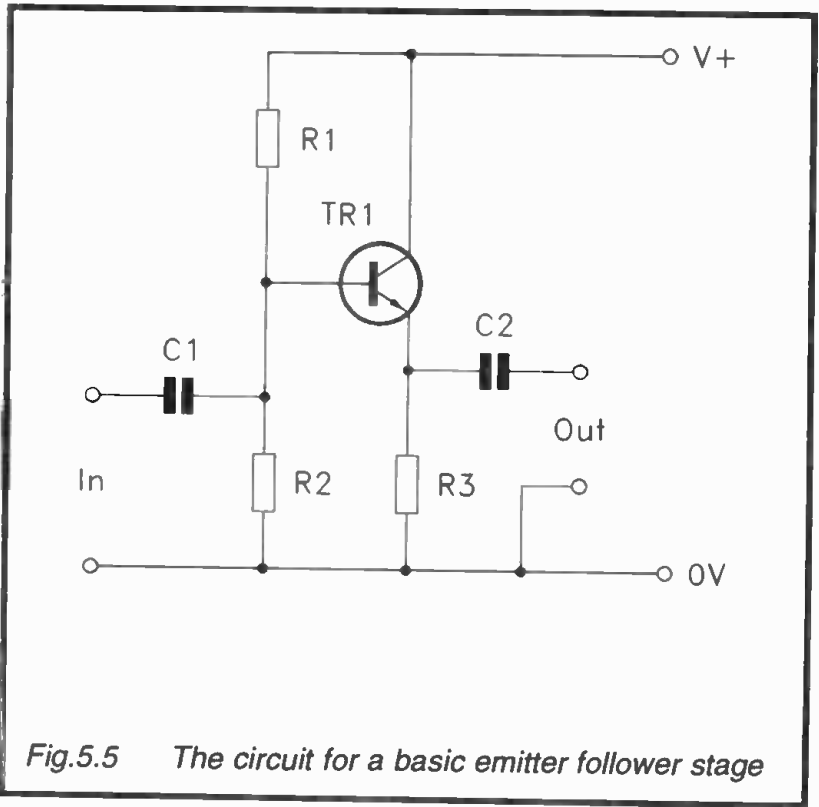 V+
R1
TR1
C2
C1
Out
In
R2
R3
0V
Fig.5.5 The circuit for a basic emitter follower stage